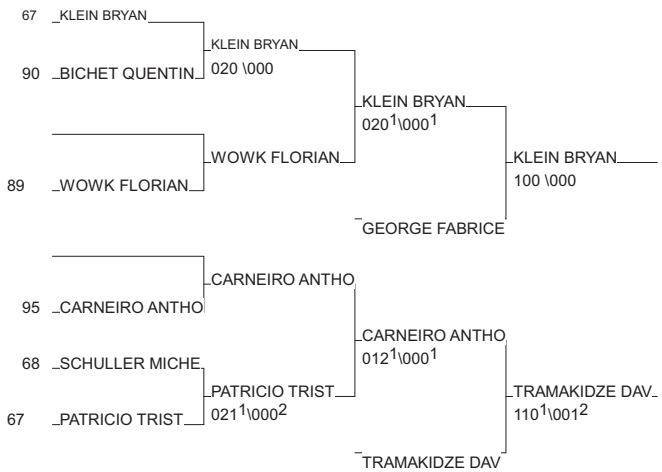 67 KLEIN BRYAN
KLEIN BRYAN
020 \000
90 BICHET QUENTIN
KLEIN BRYAN
020¹\000¹
WOWK FLORIAN
KLEIN BRYAN
100 \000
89 WOWK FLORIAN
GEORGE FABRICE
CARNEIRO ANTHO
95 CARNEIRO ANTHO
CARNEIRO ANTHO
012¹\000¹
68 SCHULLER MICHE
PATRICIO TRIST
021¹\000²
TRAMAKIDZE DAV
110¹\001²
67 PATRICIO TRIST
TRAMAKIDZE DAV